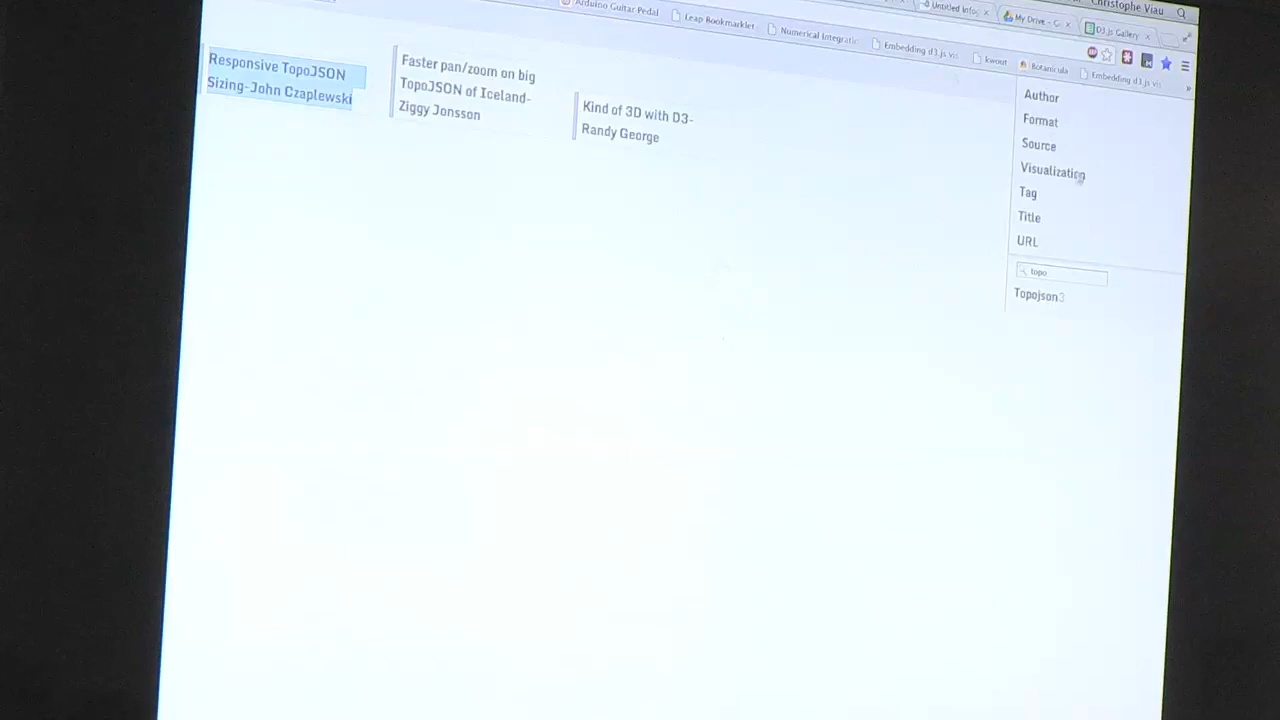 Christophe Viau
Untitled Info
My Drive -
D3.js Gallery
Arduino Guitar Pedal
Leap Bookmarklet
Numerical Integratic
Embedding d3.js vis
kwout
Botanicula
Embedding d3.js vis
Responsive TopoJSON
Sizing-John Czaplewski
Faster pan/zoom on big
TopoJSON of Iceland-
Ziggy Jonsson
Kind of 3D with D3-
Randy George
Author
Format
Source
Visualization
Tag
Title
URL
topo
Topojson3